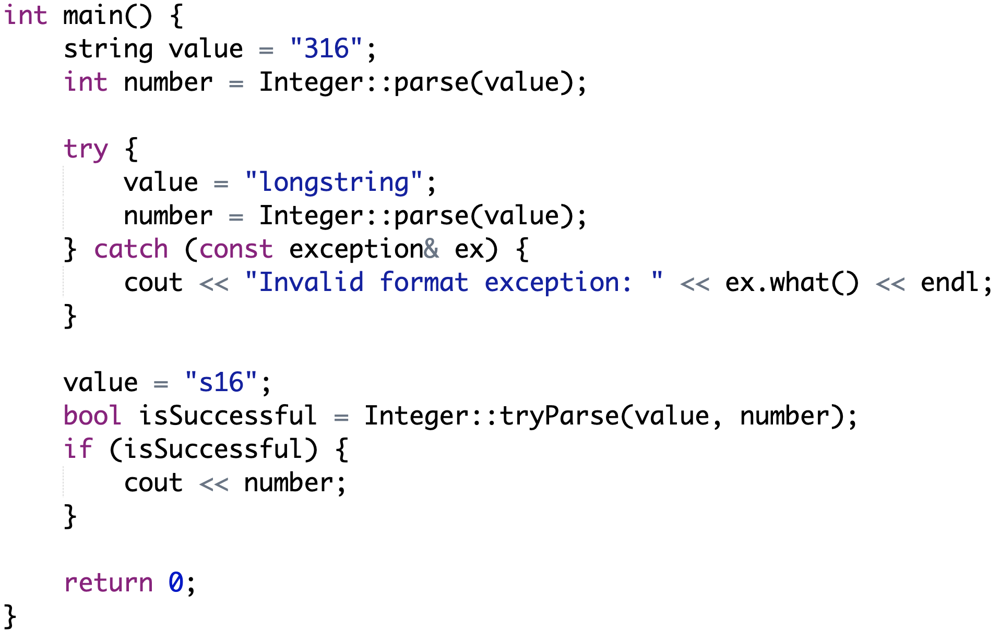 int main() {
    string value = "316";
    int number = Integer::parse(value);

    try {
        value = "longstring";
        number = Integer::parse(value);
    } catch (const exception& ex) {
        cout << "Invalid format exception: " << ex.what() << endl;
    }

    value = "s16";
    bool isSuccessful = Integer::tryParse(value, number);
    if (isSuccessful) {
        cout << number;
    }

    return 0;
}